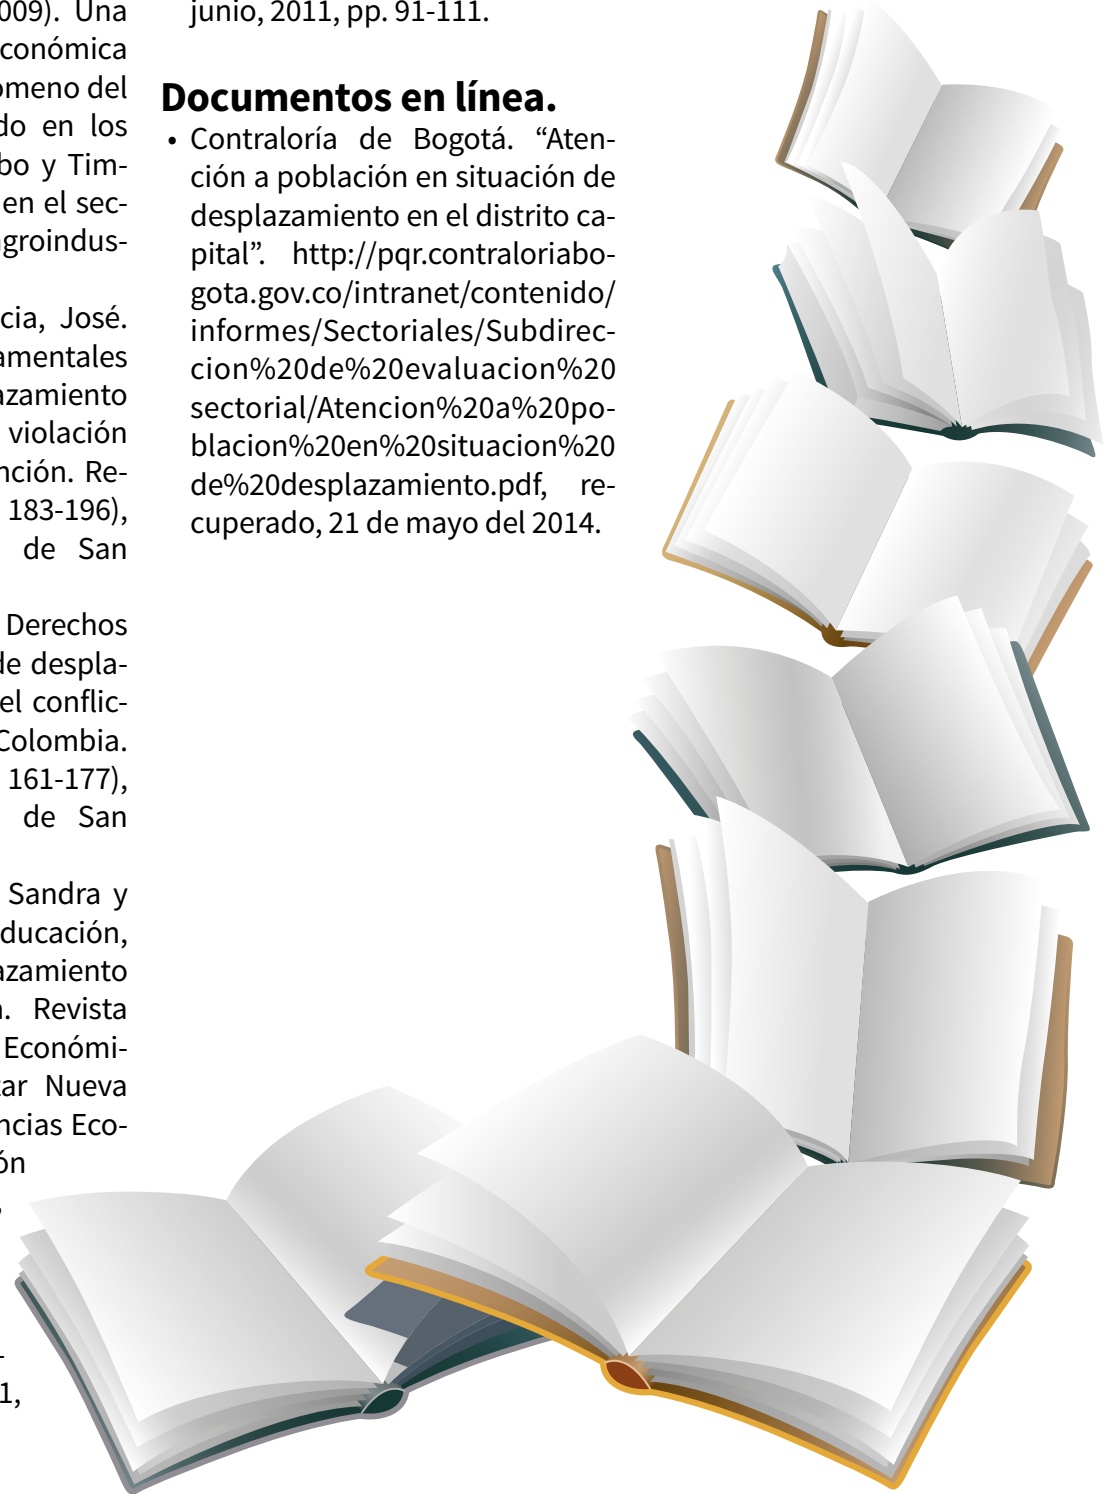 009). Una
conómica
meno del
do en los
bo y Tim-
en el sec-
groindus-
cia, José.
amentales
azamiento
violación
nción. Re-
183-196),
de San
Derechos
de despla-
el conflic-
Colombia.
161-177),
de San
Sandra y
ducación,
azamiento
. Revista
Económi-
tar Nueva
ncias Eco-
ón
-
1,
junio, 2011, pp. 91-111.
Documentos en línea.
• Contraloría de Bogotá. “Aten-
ción a población en situación de
desplazamiento en el distrito ca-
pital”. http://pqr.contraloriabo-
gota.gov.co/intranet/contenido/
informes/Sectoriales/Subdirec-
cion%20de%20evaluacion%20
sectorial/Atencion%20a%20po-
blacion%20en%20situacion%20
de%20desplazamiento.pdf, re-
cuperado, 21 de mayo del 2014.